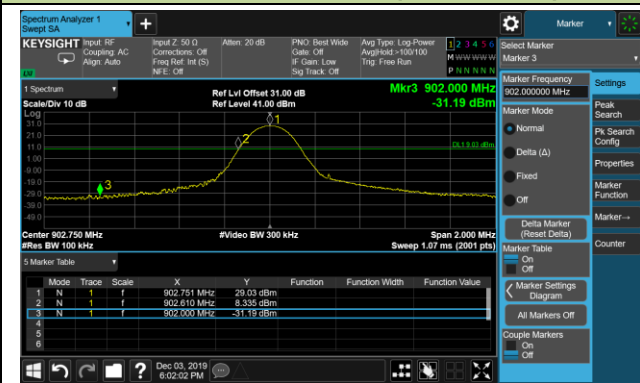 Spectrum Analyzer 1
Swept SA
Marker
KEYSIGHT
Input: RF
Coupling: AC
Align: Auto
Input Z: 50 Ω
Corrections: Off
Freq Ref: Int (S)
NFE: Off
Atten: 20 dB
PNO: Best Wide
Gate: Off
IF Gain: Low
Sig Track: Off
Avg Type: Log-Power
Avg|Hold:>100/100
Trig: Free Run
1 2 3 4 5 6
M W W W W W
P N N N N N
Select Marker
Marker 3
1 Spectrum
Scale/Div 10 dB
Log
Ref Lvl Offset 31.00 dB
Ref Level 41.00 dBm
Mkr3 902.000 MHz
-31.19 dBm
31.0
21.0
11.0
1.00
-9.00
-19.0
-29.0
-39.0
-49.0
1
2
3
DL1 9.03 dBm
Center 902.750 MHz
#Res BW 100 kHz
#Video BW 300 kHz
Span 2.000 MHz
Sweep 1.07 ms (2001 pts)
Marker Frequency
902.000000 MHz
Marker Mode
Normal
Delta (Δ)
Fixed
Off
Delta Marker
(Reset Delta)
Marker Table
On
Off
Marker Settings
Diagram
All Markers Off
Couple Markers
On
Off
Settings
Peak
Search
Pk Search
Config
Properties
Marker
Function
Marker→
Counter
5 Marker Table
Mode Trace Scale X Y Function Function Width Function Value
1 N 1 f 902.751 MHz 29.03 dBm
2 N 1 f 902.610 MHz 8.335 dBm
3 N 1 f 902.000 MHz -31.19 dBm
4
5
6
Dec 03, 2019
6:02:02 PM